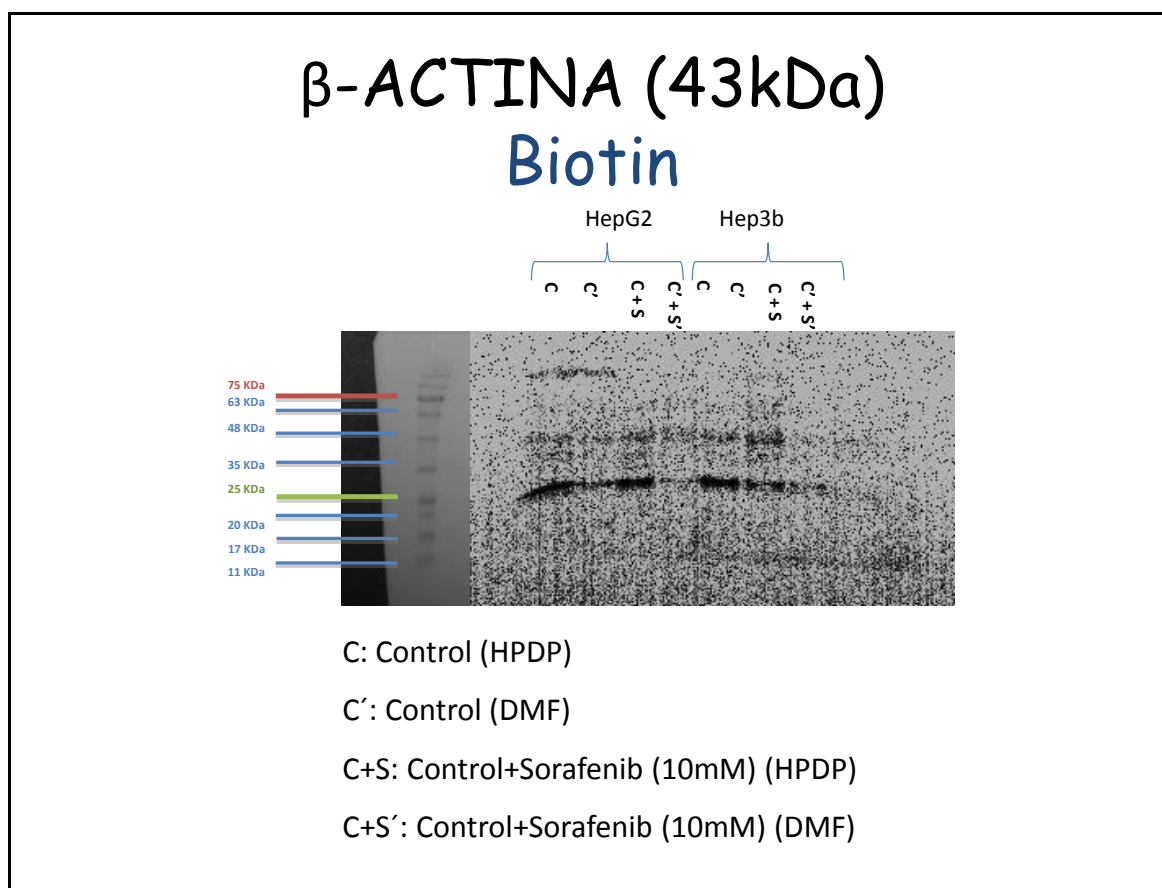 β-ACTINA (43kDa)
Biotin
HepG2 Hep3b
C C' C + S C' + S' C C' C + S C' + S'
75 KDa
63 KDa
48 KDa
35 KDa
25 KDa
20 KDa
17 KDa
11 KDa
C: Control (HPDP)
C´: Control (DMF)
C+S: Control+Sorafenib (10mM) (HPDP)
C+S´: Control+Sorafenib (10mM) (DMF)